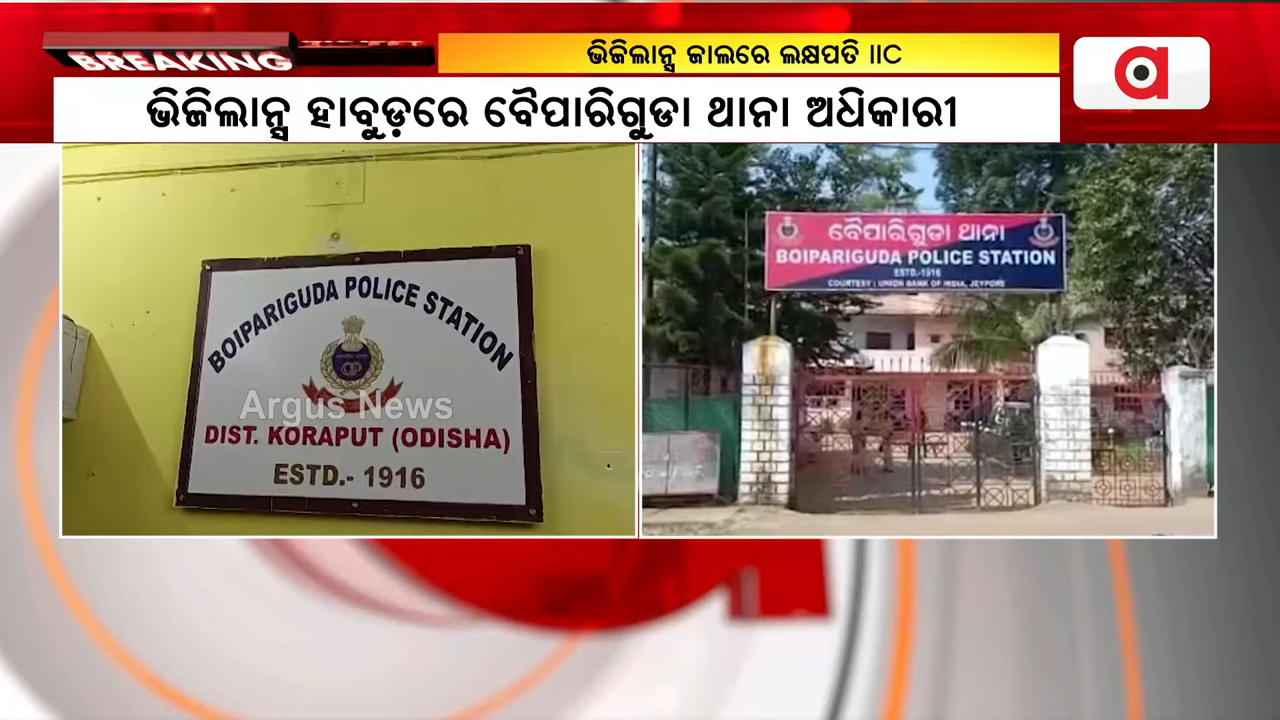 BREAKING
ଭିଜିଲାନ୍ସ ଜାଲରେ ଲକ୍ଷପତି IIC
ଭିଜିଲାନ୍ସ ହାବୁଡ଼ରେ ବୈପାରିଗୁଡା ଥାନା ଅଧିକାରୀ
BOIPARIGUDA POLICE STATION
Argus News
DIST. KORAPUT (ODISHA)
ESTD.- 1916
ବୈପାରିଗୁଡା ଥାନା
BOIPARIGUDA POLICE STATION
ESTD.-1916
COURTESY : UNION BANK OF INDIA, JEYPORE